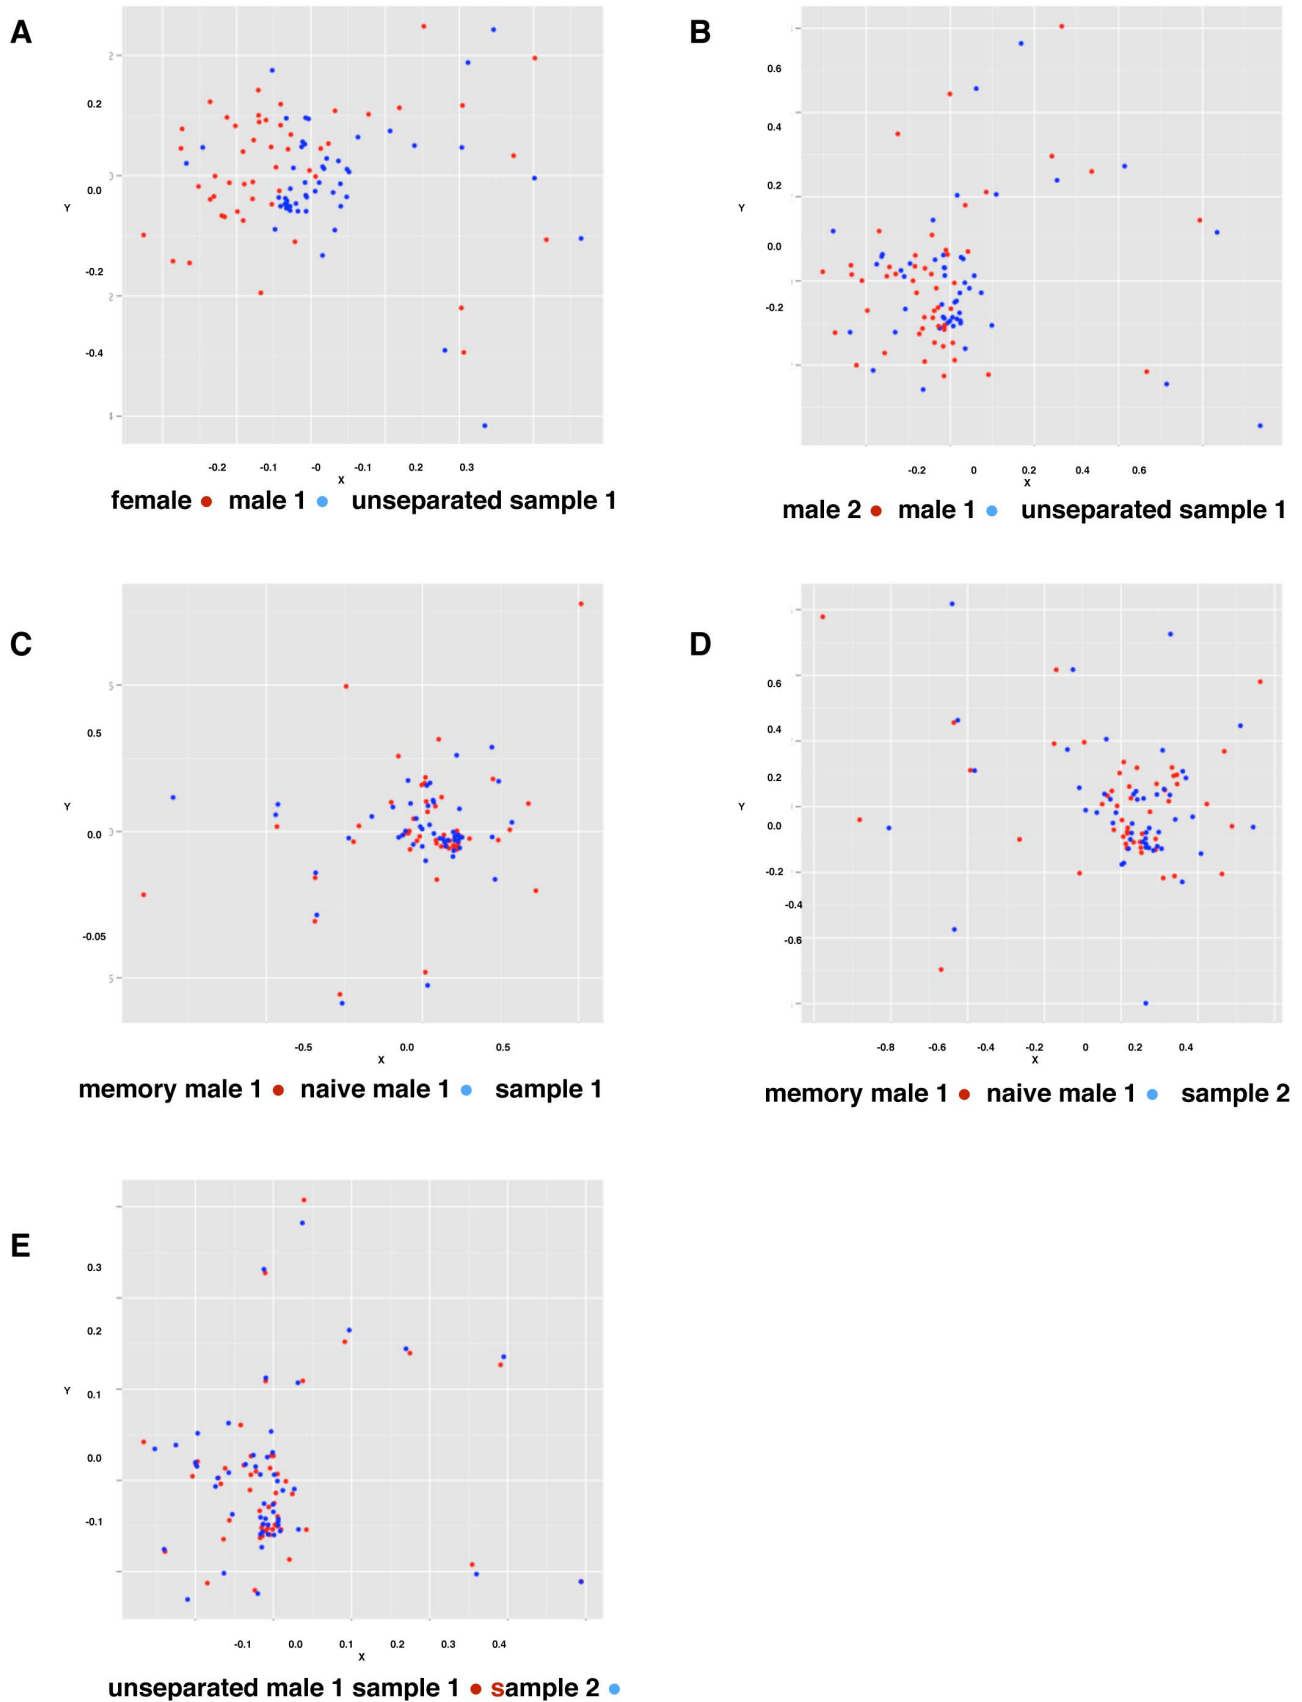 A
0.2
0.0
Y
-0.2
-0.4
-0.2 -0.1 -0 -0.1 0.2 0.3
X
female male 1 unseparated sample 1
B
0.6
0.4
0.2
Y
0.0
-0.2
-0.2 0 0.2 0.4 0.6
X
male 2 male 1 unseparated sample 1
C
0.5
Y
0.0
-0.05
-0.5 0.0 0.5
X
memory male 1 naive male 1 sample 1
D
0.6
0.4
0.2
Y
0.0
-0.2
-0.4
-0.6
-0.8 -0.6 -0.4 -0.2 0 0.2 0.4
X
memory male 1 naive male 1 sample 2
E
0.3
0.2
Y
0.1
0.0
-0.1
-0.1 0.0 0.1 0.2 0.3 0.4
X
unseparated male 1 sample 1 sample 2